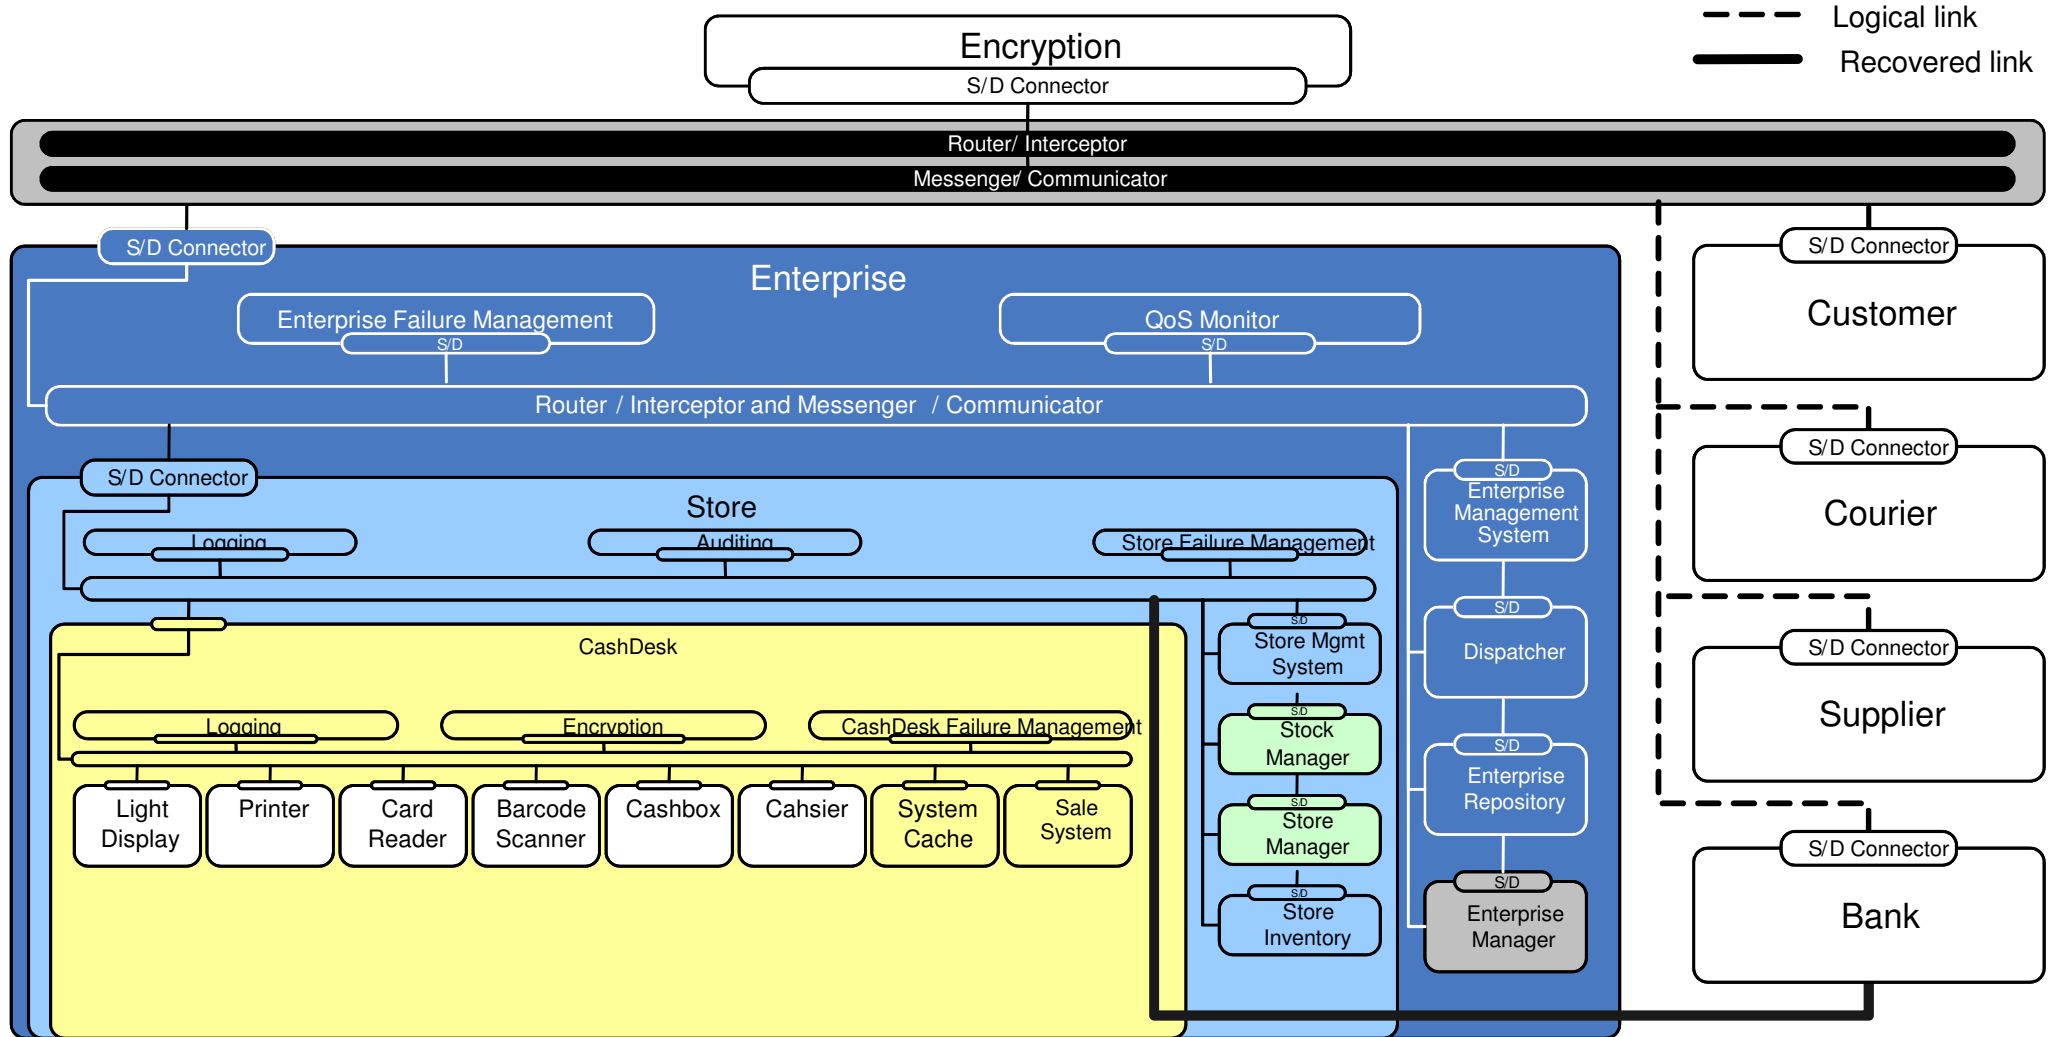 Logical link
Recovered link
Encryption
S/D Connector
Router/ Interceptor
Messenger/ Communicator
S/D Connector
Enterprise
Enterprise Failure Management
S/D
QoS Monitor
S/D
Router / Interceptor and Messenger / Communicator
S/D Connector
Store
Logging
Auditing
Store Failure Management
CashDesk
Logging
Encryption
CashDesk Failure Management
Light
Display
Printer
Card
Reader
Barcode
Scanner
Cashbox
Cahsier
System
Cache
Sale
System
S/D
Store Mgmt
System
S/D
Stock
Manager
S/D
Store
Manager
S/D
Store
Inventory
S/D
Enterprise
Management
System
S/D
Dispatcher
S/D
Enterprise
Repository
S/D
Enterprise
Manager
S/D Connector
Customer
S/D Connector
Courier
S/D Connector
Supplier
S/D Connector
Bank